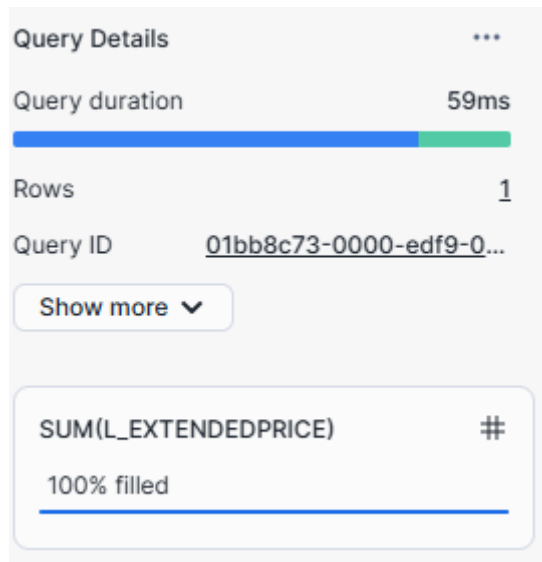 Query Details ...
Query duration 59ms
Rows 1
Query ID 01bb8c73-0000-edf9-0...
Show more
SUM(L_EXTENDEDPRICE) #
100% filled